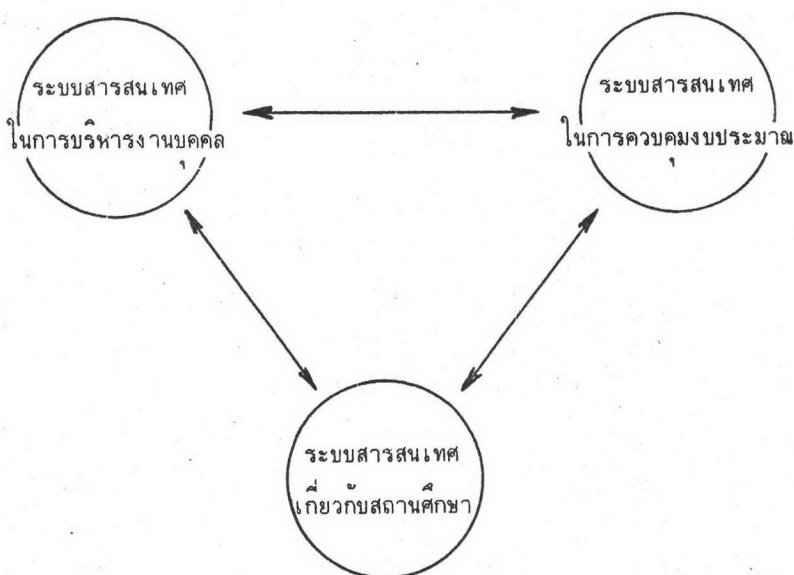 ระบบสารสนเทศ
ในการบริหารงานบุคคล
ระบบสารสนเทศ
ในการควบคุมงบประมาณ
ระบบสารสนเทศ
เกี่ยวกับสถานศึกษา